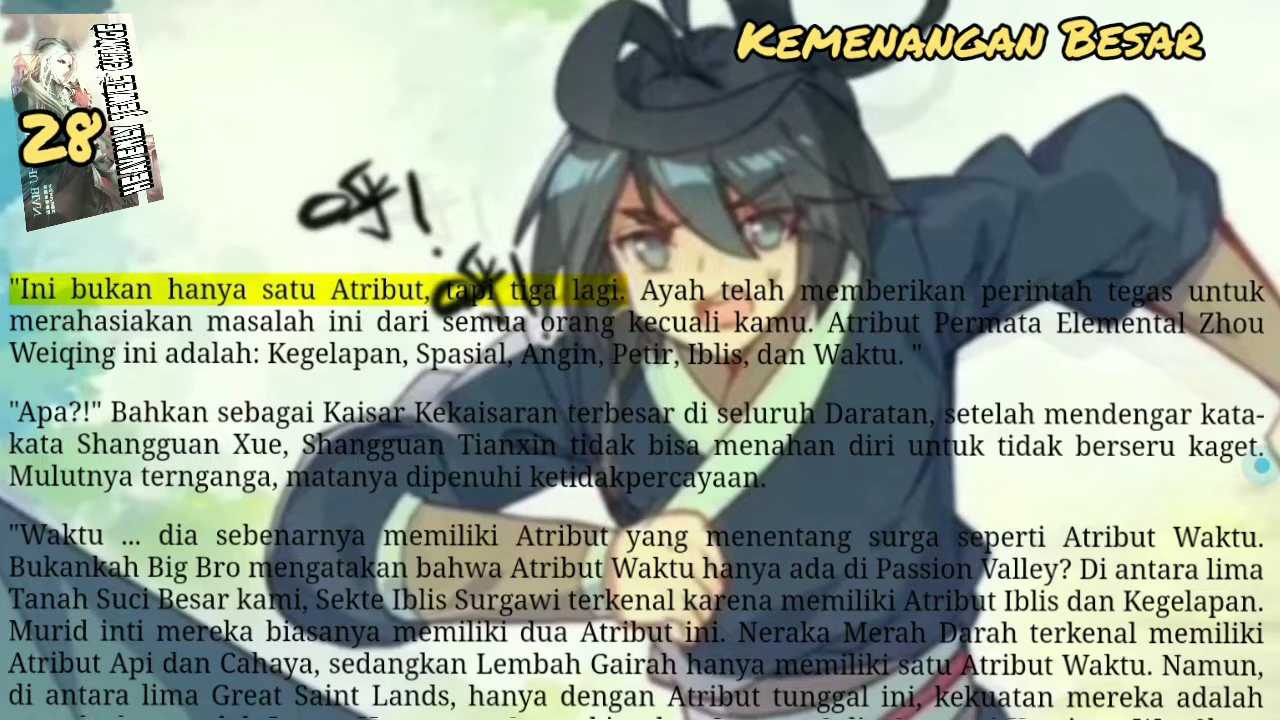 Kemenangan Besar
28
HEAVENLY JEWEL CHANGE
呀!
呀!!
"Ini bukan hanya satu Atribut, tapi tiga lagi. Ayah telah memberikan perintah tegas untuk
merahasiakan masalah ini dari semua orang kecuali kamu. Atribut Permata Elemental Zhou
Weiqing ini adalah: Kegelapan, Spasial, Angin, Petir, Iblis, dan Waktu. "
"Apa?!" Bahkan sebagai Kaisar Kekaisaran terbesar di seluruh Daratan, setelah mendengar kata-
kata Shangguan Xue, Shangguan Tianxin tidak bisa menahan diri untuk tidak berseru kaget.
Mulutnya ternganga, matanya dipenuhi ketidakpercayaan.
"Waktu ... dia sebenarnya memiliki Atribut yang menentang surga seperti Atribut Waktu.
Bukankah Big Bro mengatakan bahwa Atribut Waktu hanya ada di Passion Valley? Di antara lima
Tanah Suci Besar kami, Sekte Iblis Surgawi terkenal karena memiliki Atribut Iblis dan Kegelapan.
Murid inti mereka biasanya memiliki dua Atribut ini. Neraka Merah Darah terkenal memiliki
Atribut Api dan Cahaya, sedangkan Lembah Gairah hanya memiliki satu Atribut Waktu. Namun,
di antara lima Great Saint Lands, hanya dengan Atribut tunggal ini, kekuatan mereka adalah